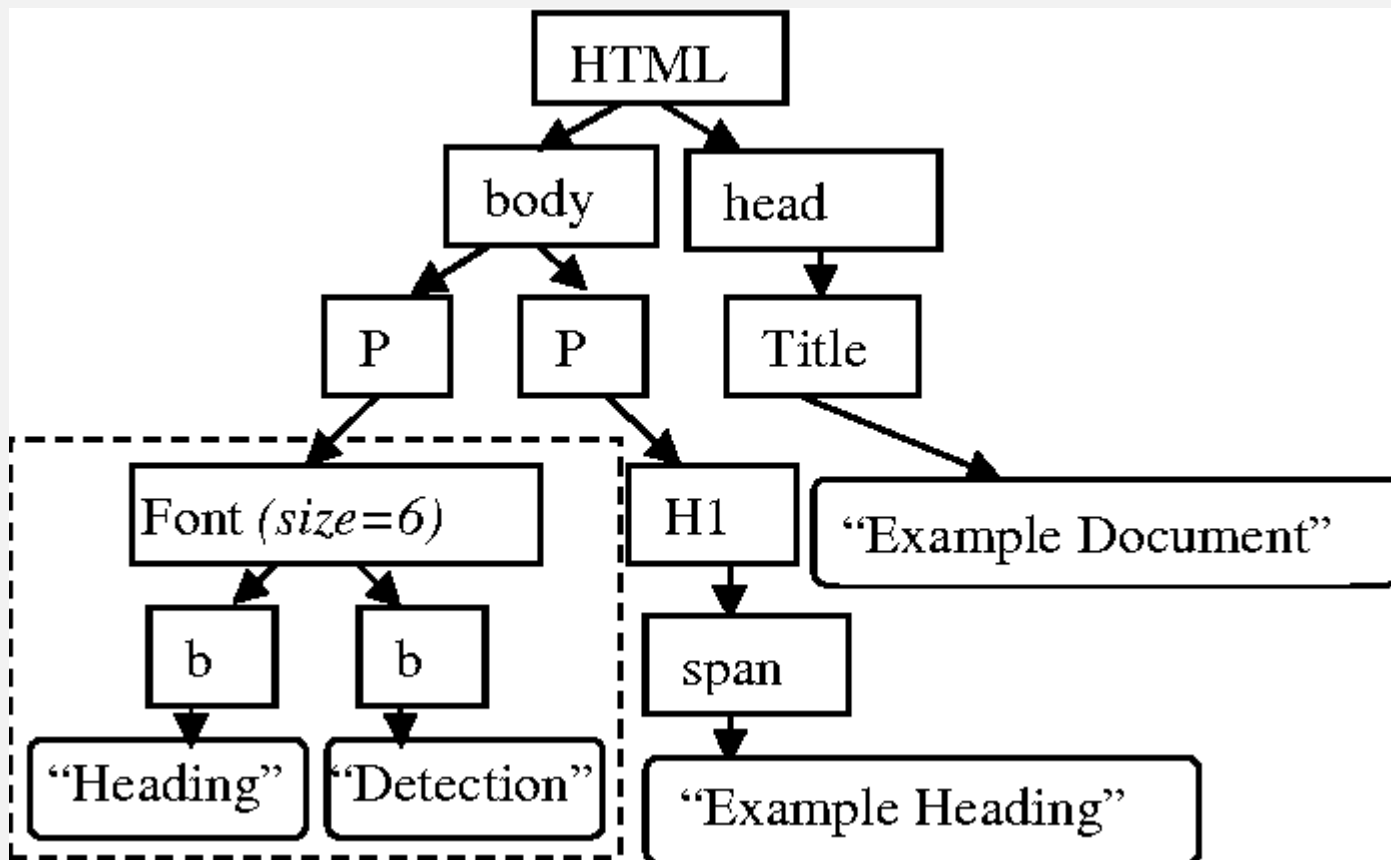 HTML
body
head
P
P
Title
Font (size=6)
H1
“Example Document”
b
b
span
“Heading”
“Detection”
“Example Heading”